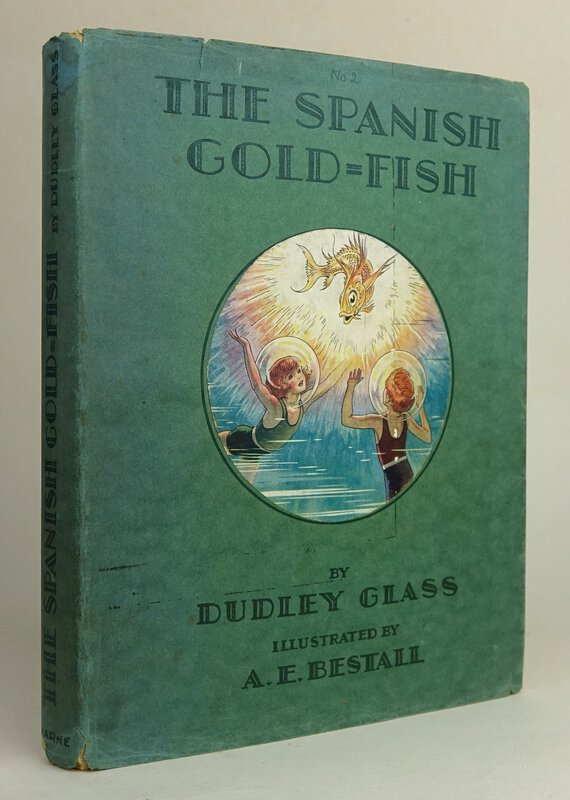 No 2
THE SPANISH
GOLD=FISH
BY
DUDLEY GLASS
ILLUSTRATED BY
A. E. BESTALL
THE SPANISH GOLD=FISH BY DUDLEY GLASS